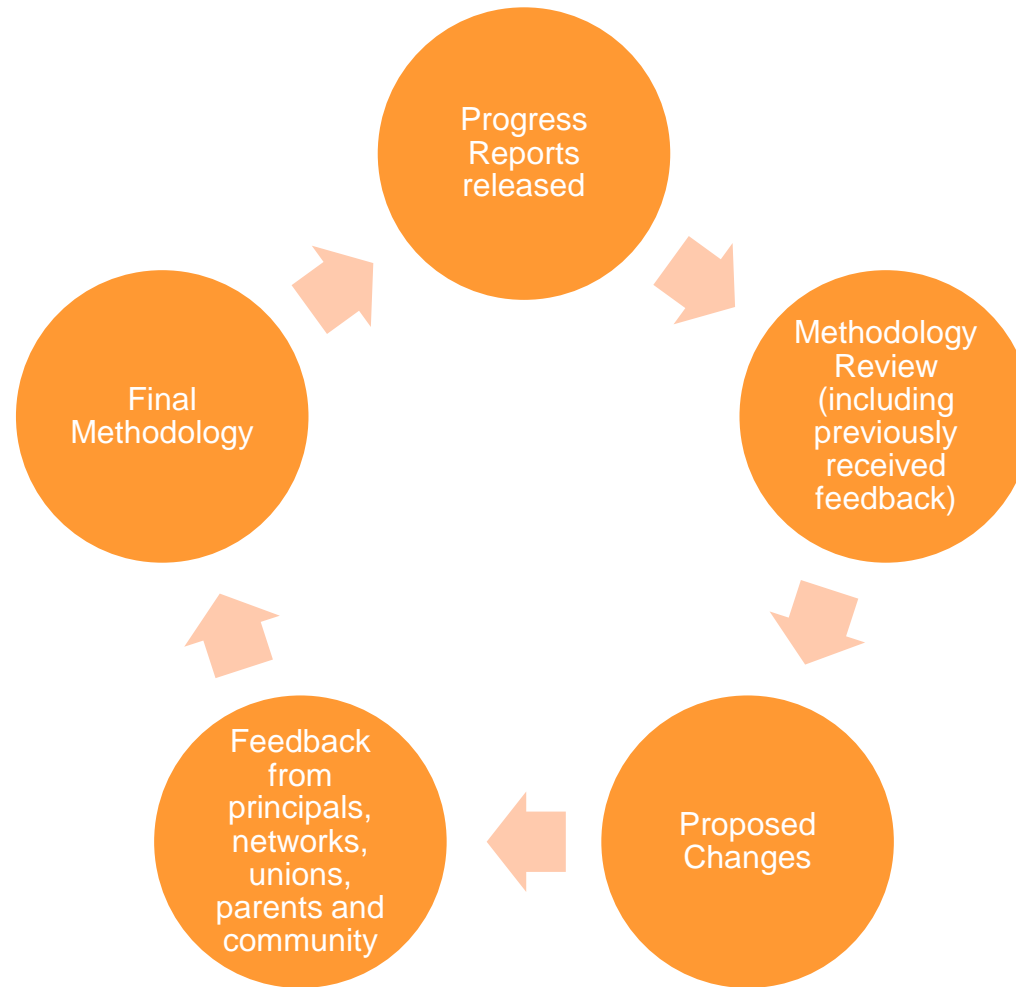 Progress
Reports
released
Methodology
Review
(including
previously
received
feedback)
Proposed
Changes
Feedback
from
principals,
networks,
unions,
parents and
community
Final
Methodology